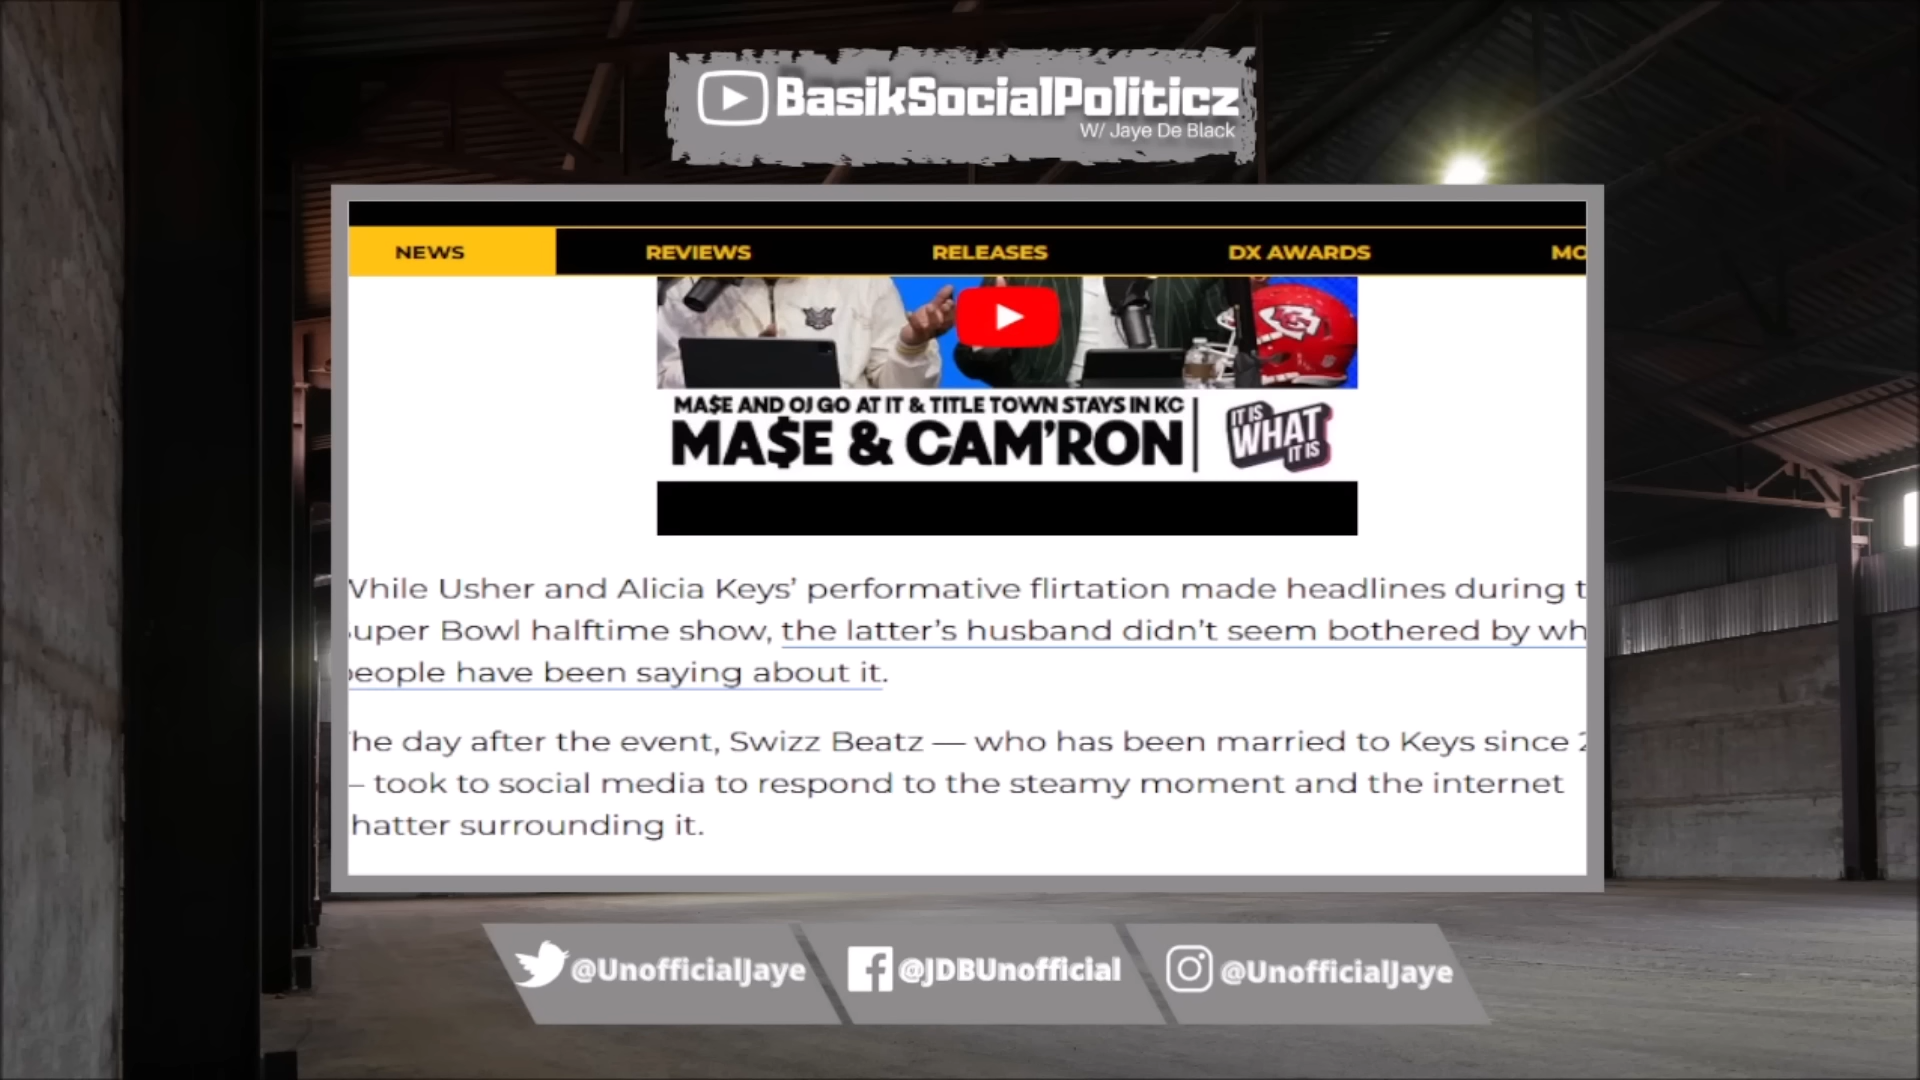 BasikSocialPoliticz
W/ Jaye De Black
NEWS REVIEWS RELEASES DX AWARDS MO
MA$E AND OJ GO AT IT & TITLE TOWN STAYS IN KC
MA$E & CAM'RON
IT IS
WHAT
IT IS
While Usher and Alicia Keys' performative flirtation made headlines during t
Super Bowl halftime show, the latter's husband didn't seem bothered by wh
people have been saying about it.
The day after the event, Swizz Beatz — who has been married to Keys since 2
– took to social media to respond to the steamy moment and the internet
hatter surrounding it.
@UnofficialJaye @JDBUnofficial @UnofficialJaye